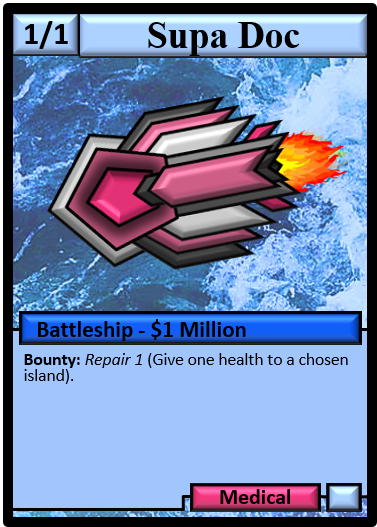 1/1 Supa Doc
Battleship - $1 Million
Bounty: Repair 1 (Give one health to a chosen
island).
Medical